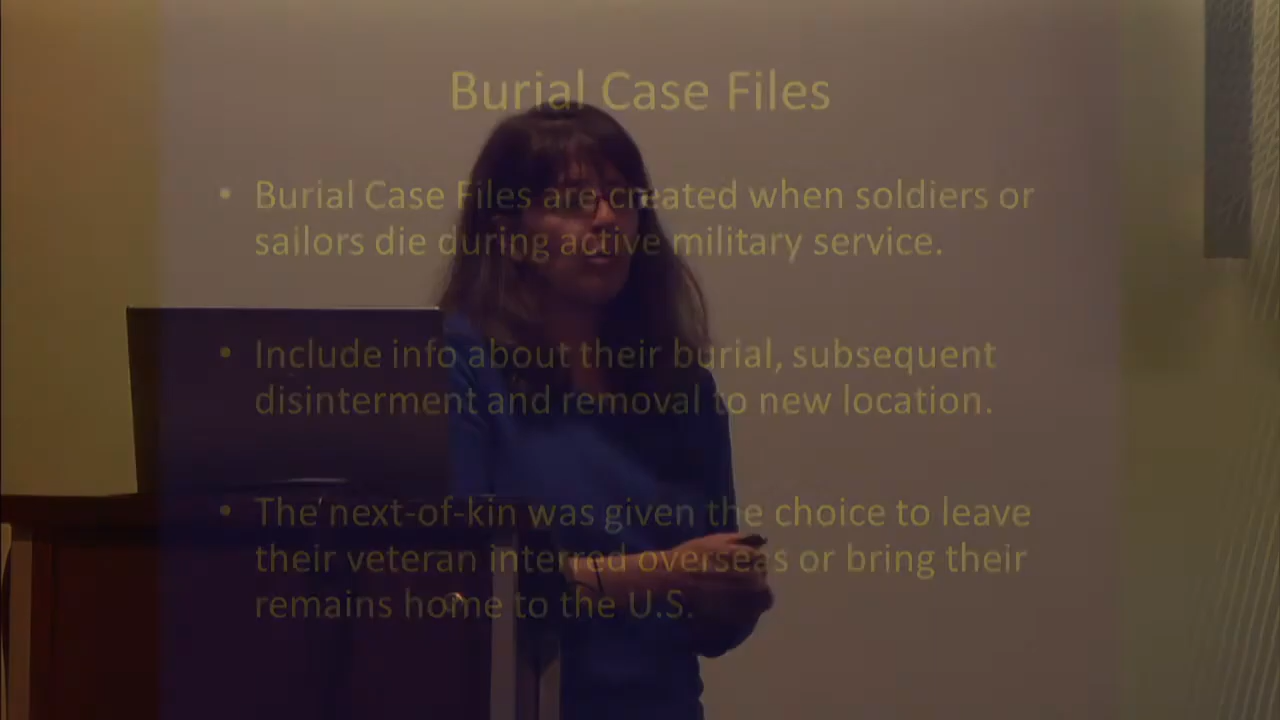 Burial Case Files
• Burial Case Files are created when soldiers or
sailors die during active military service.
• Include info about their burial, subsequent
disinterment and removal to new location.
• The next-of-kin was given the choice to leave
their veteran interred overseas or bring their
remains home to the U.S.